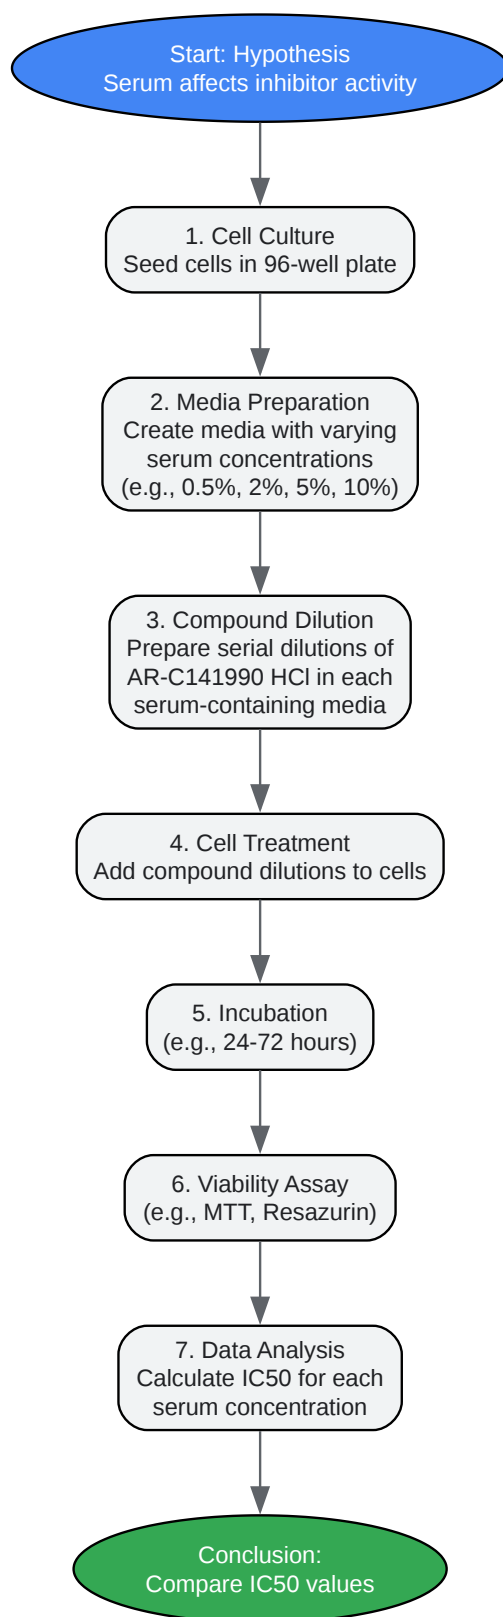 Start: Hypothesis
Serum affects inhibitor activity
1. Cell Culture
Seed cells in 96-well plate
2. Media Preparation
Create media with varying
serum concentrations
(e.g., 0.5%, 2%, 5%, 10%)
3. Compound Dilution
Prepare serial dilutions of
AR-C141990 HCl in each
serum-containing media
4. Cell Treatment
Add compound dilutions to cells
5. Incubation
(e.g., 24-72 hours)
6. Viability Assay
(e.g., MTT, Resazurin)
7. Data Analysis
Calculate IC50 for each
serum concentration
Conclusion:
Compare IC50 values